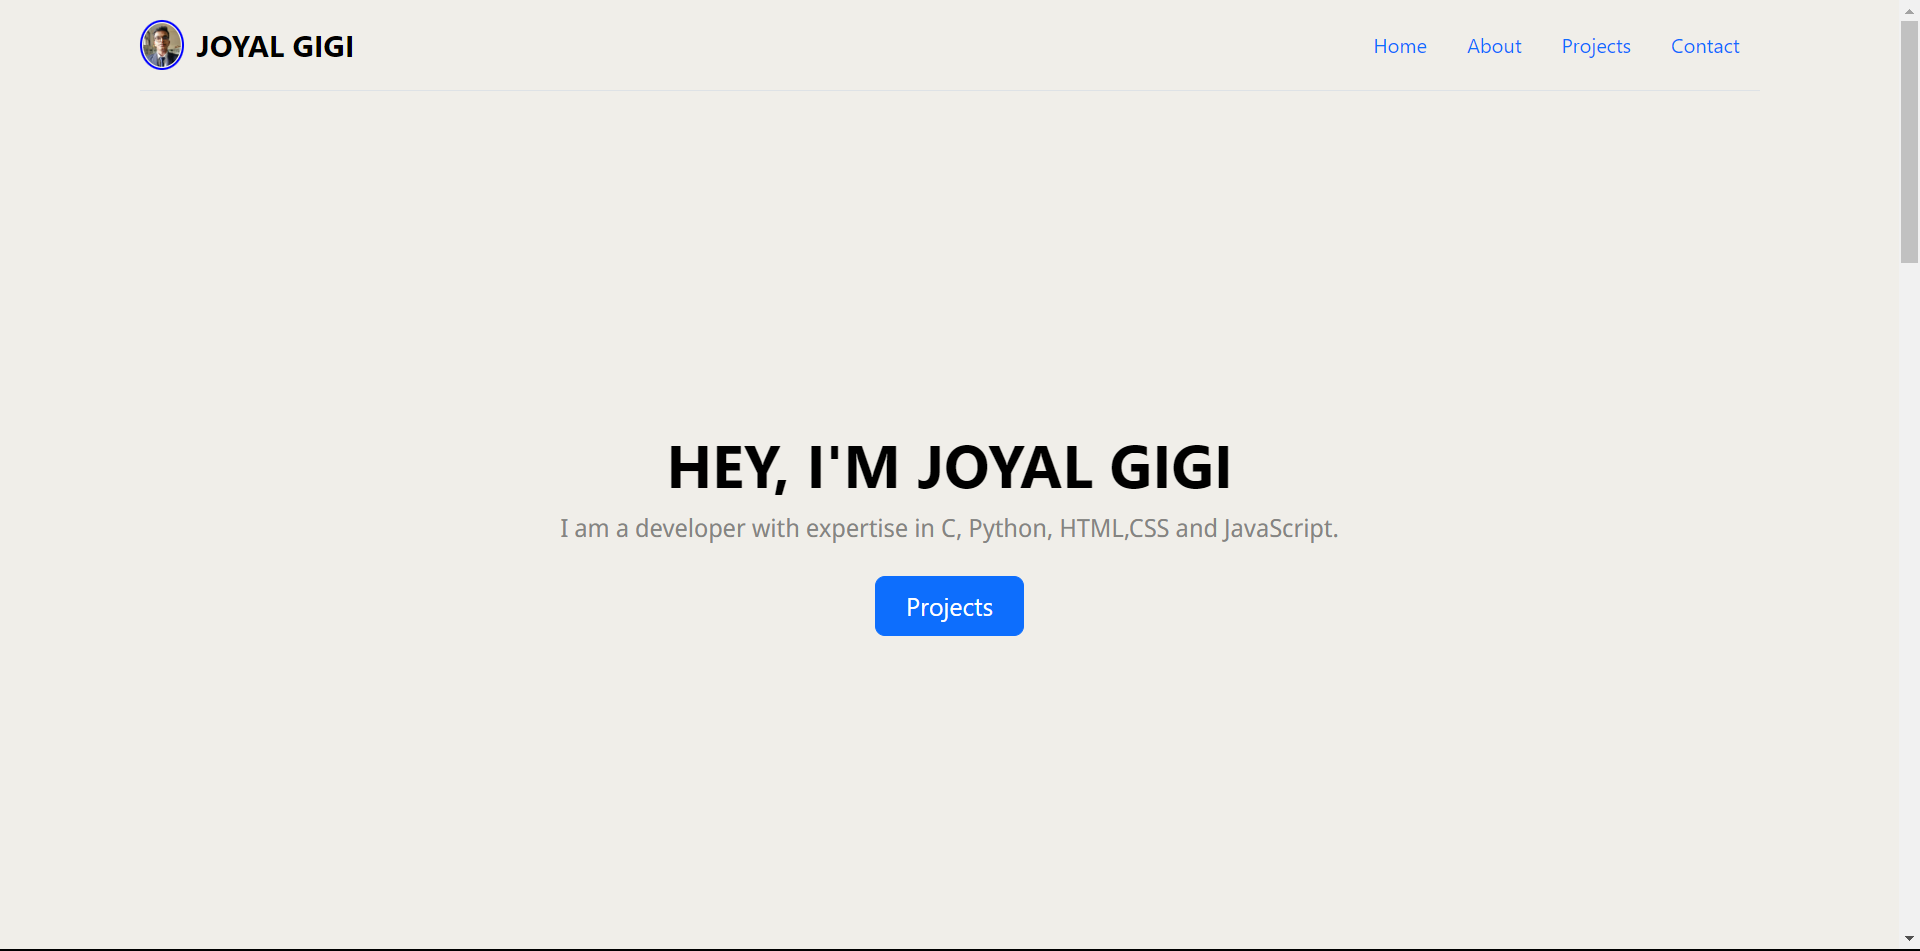 JOYAL GIGI
Home About Projects Contact
HEY, I'M JOYAL GIGI
I am a developer with expertise in C, Python, HTML,CSS and JavaScript.
Projects